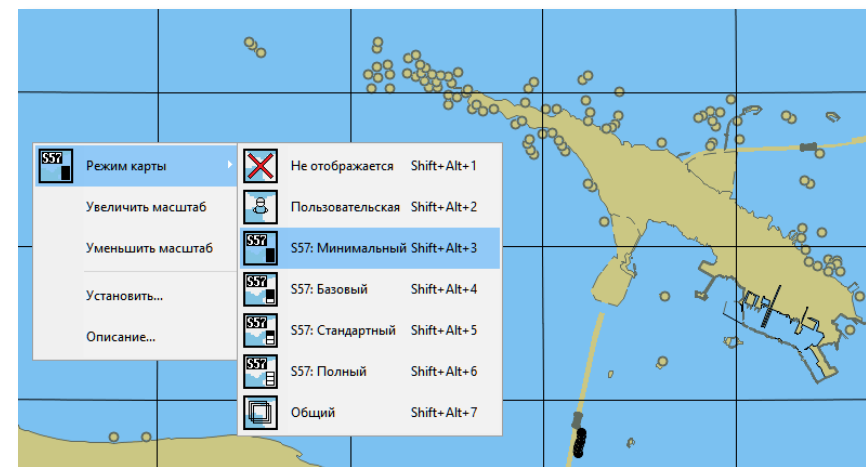 S57 Режим карты
Увеличить масштаб
Уменьшить масштаб
Установить...
Описание...
Не отображается Shift+Alt+1
Пользовательская Shift+Alt+2
S57 S57: Минимальный Shift+Alt+3
S57 S57: Базовый Shift+Alt+4
S57 S57: Стандартный Shift+Alt+5
S57 S57: Полный Shift+Alt+6
Общий Shift+Alt+7